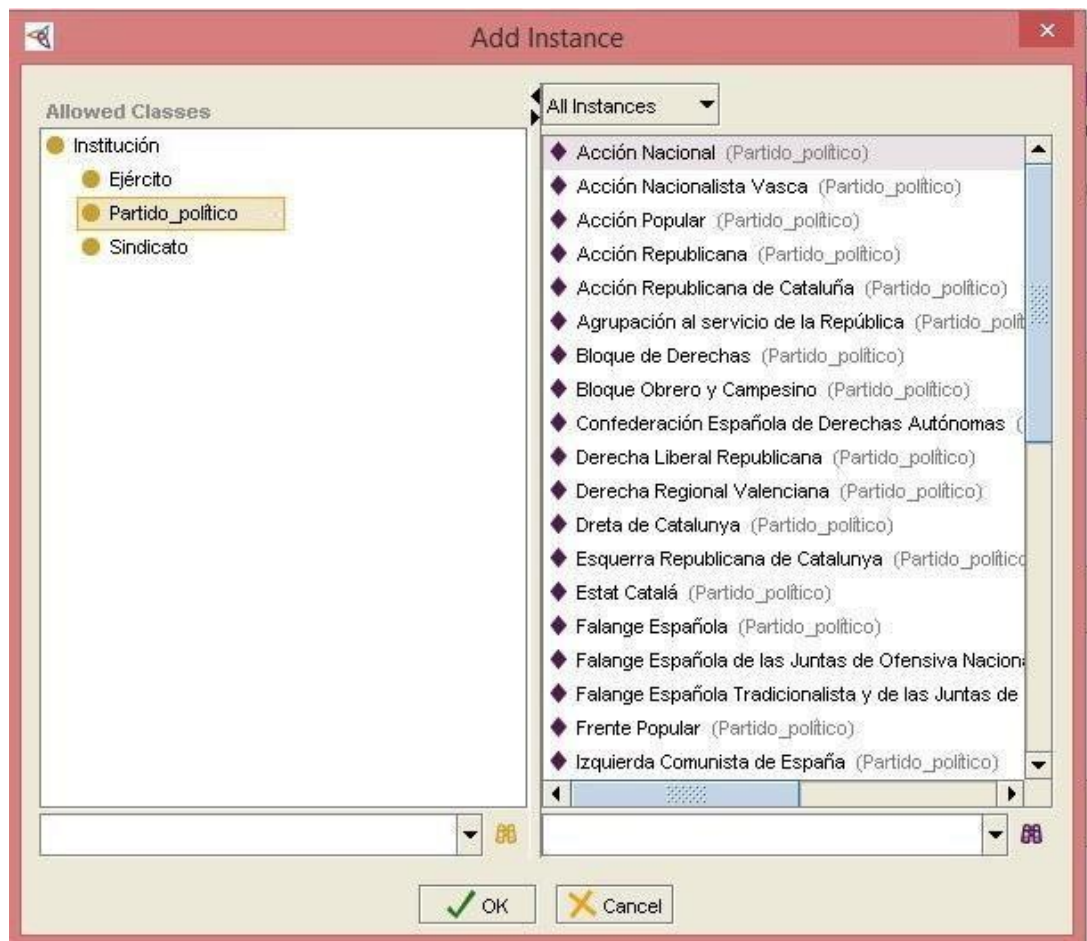 Add Instance
Allowed Classes
Institución
Ejército
Partido_político
Sindicato
All Instances
Acción Nacional (Partido_político)
Acción Nacionalista Vasca (Partido_político)
Acción Popular (Partido_político)
Acción Republicana (Partido_político)
Acción Republicana de Cataluña (Partido_político)
Agrupación al servicio de la República (Partido_polít
Bloque de Derechas (Partido_político)
Bloque Obrero y Campesino (Partido_político)
Confederación Española de Derechas Autónomas (
Derecha Liberal Republicana (Partido_político)
Derecha Regional Valenciana (Partido_político)
Dreta de Catalunya (Partido_político)
Esquerra Republicana de Catalunya (Partido_político
Estat Catalá (Partido_político)
Falange Española (Partido_político)
Falange Española de las Juntas de Ofensiva Nacion
Falange Española Tradicionalista y de las Juntas de
Frente Popular (Partido_político)
Izquierda Comunista de España (Partido_político)
OK
Cancel